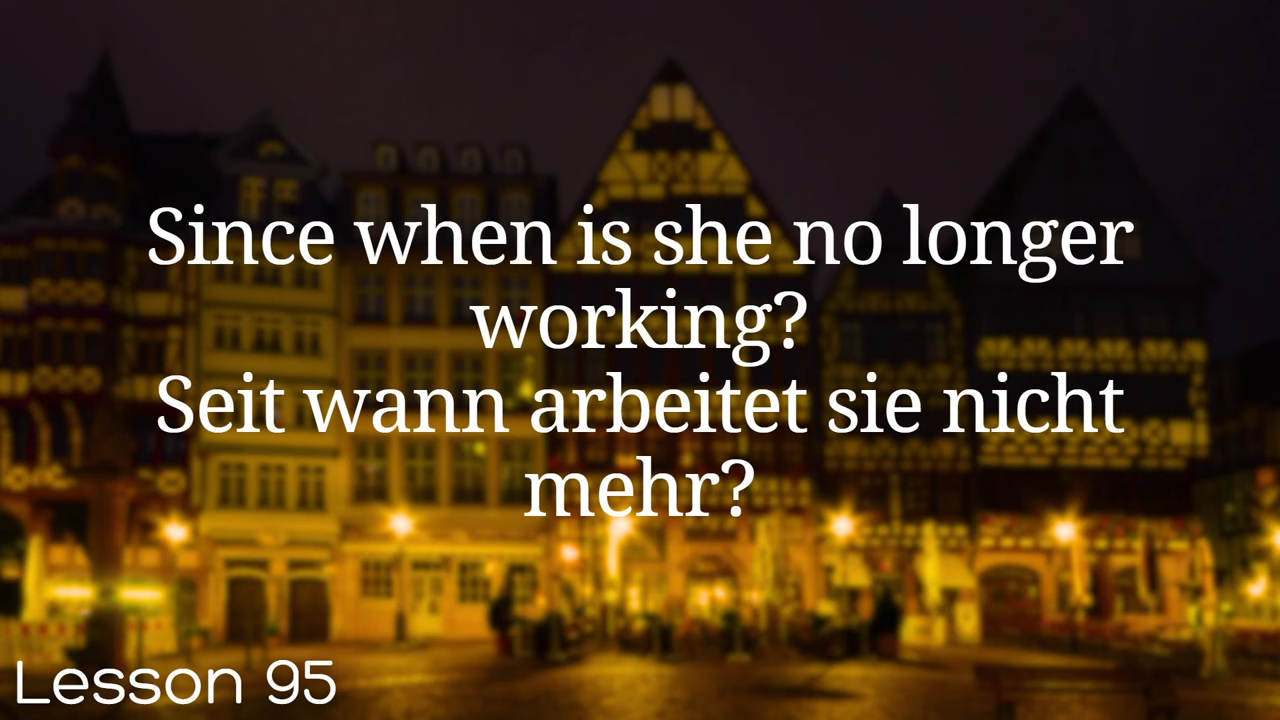 Since when is she no longer
working?
Seit wann arbeitet sie nicht
mehr?
Lesson 95